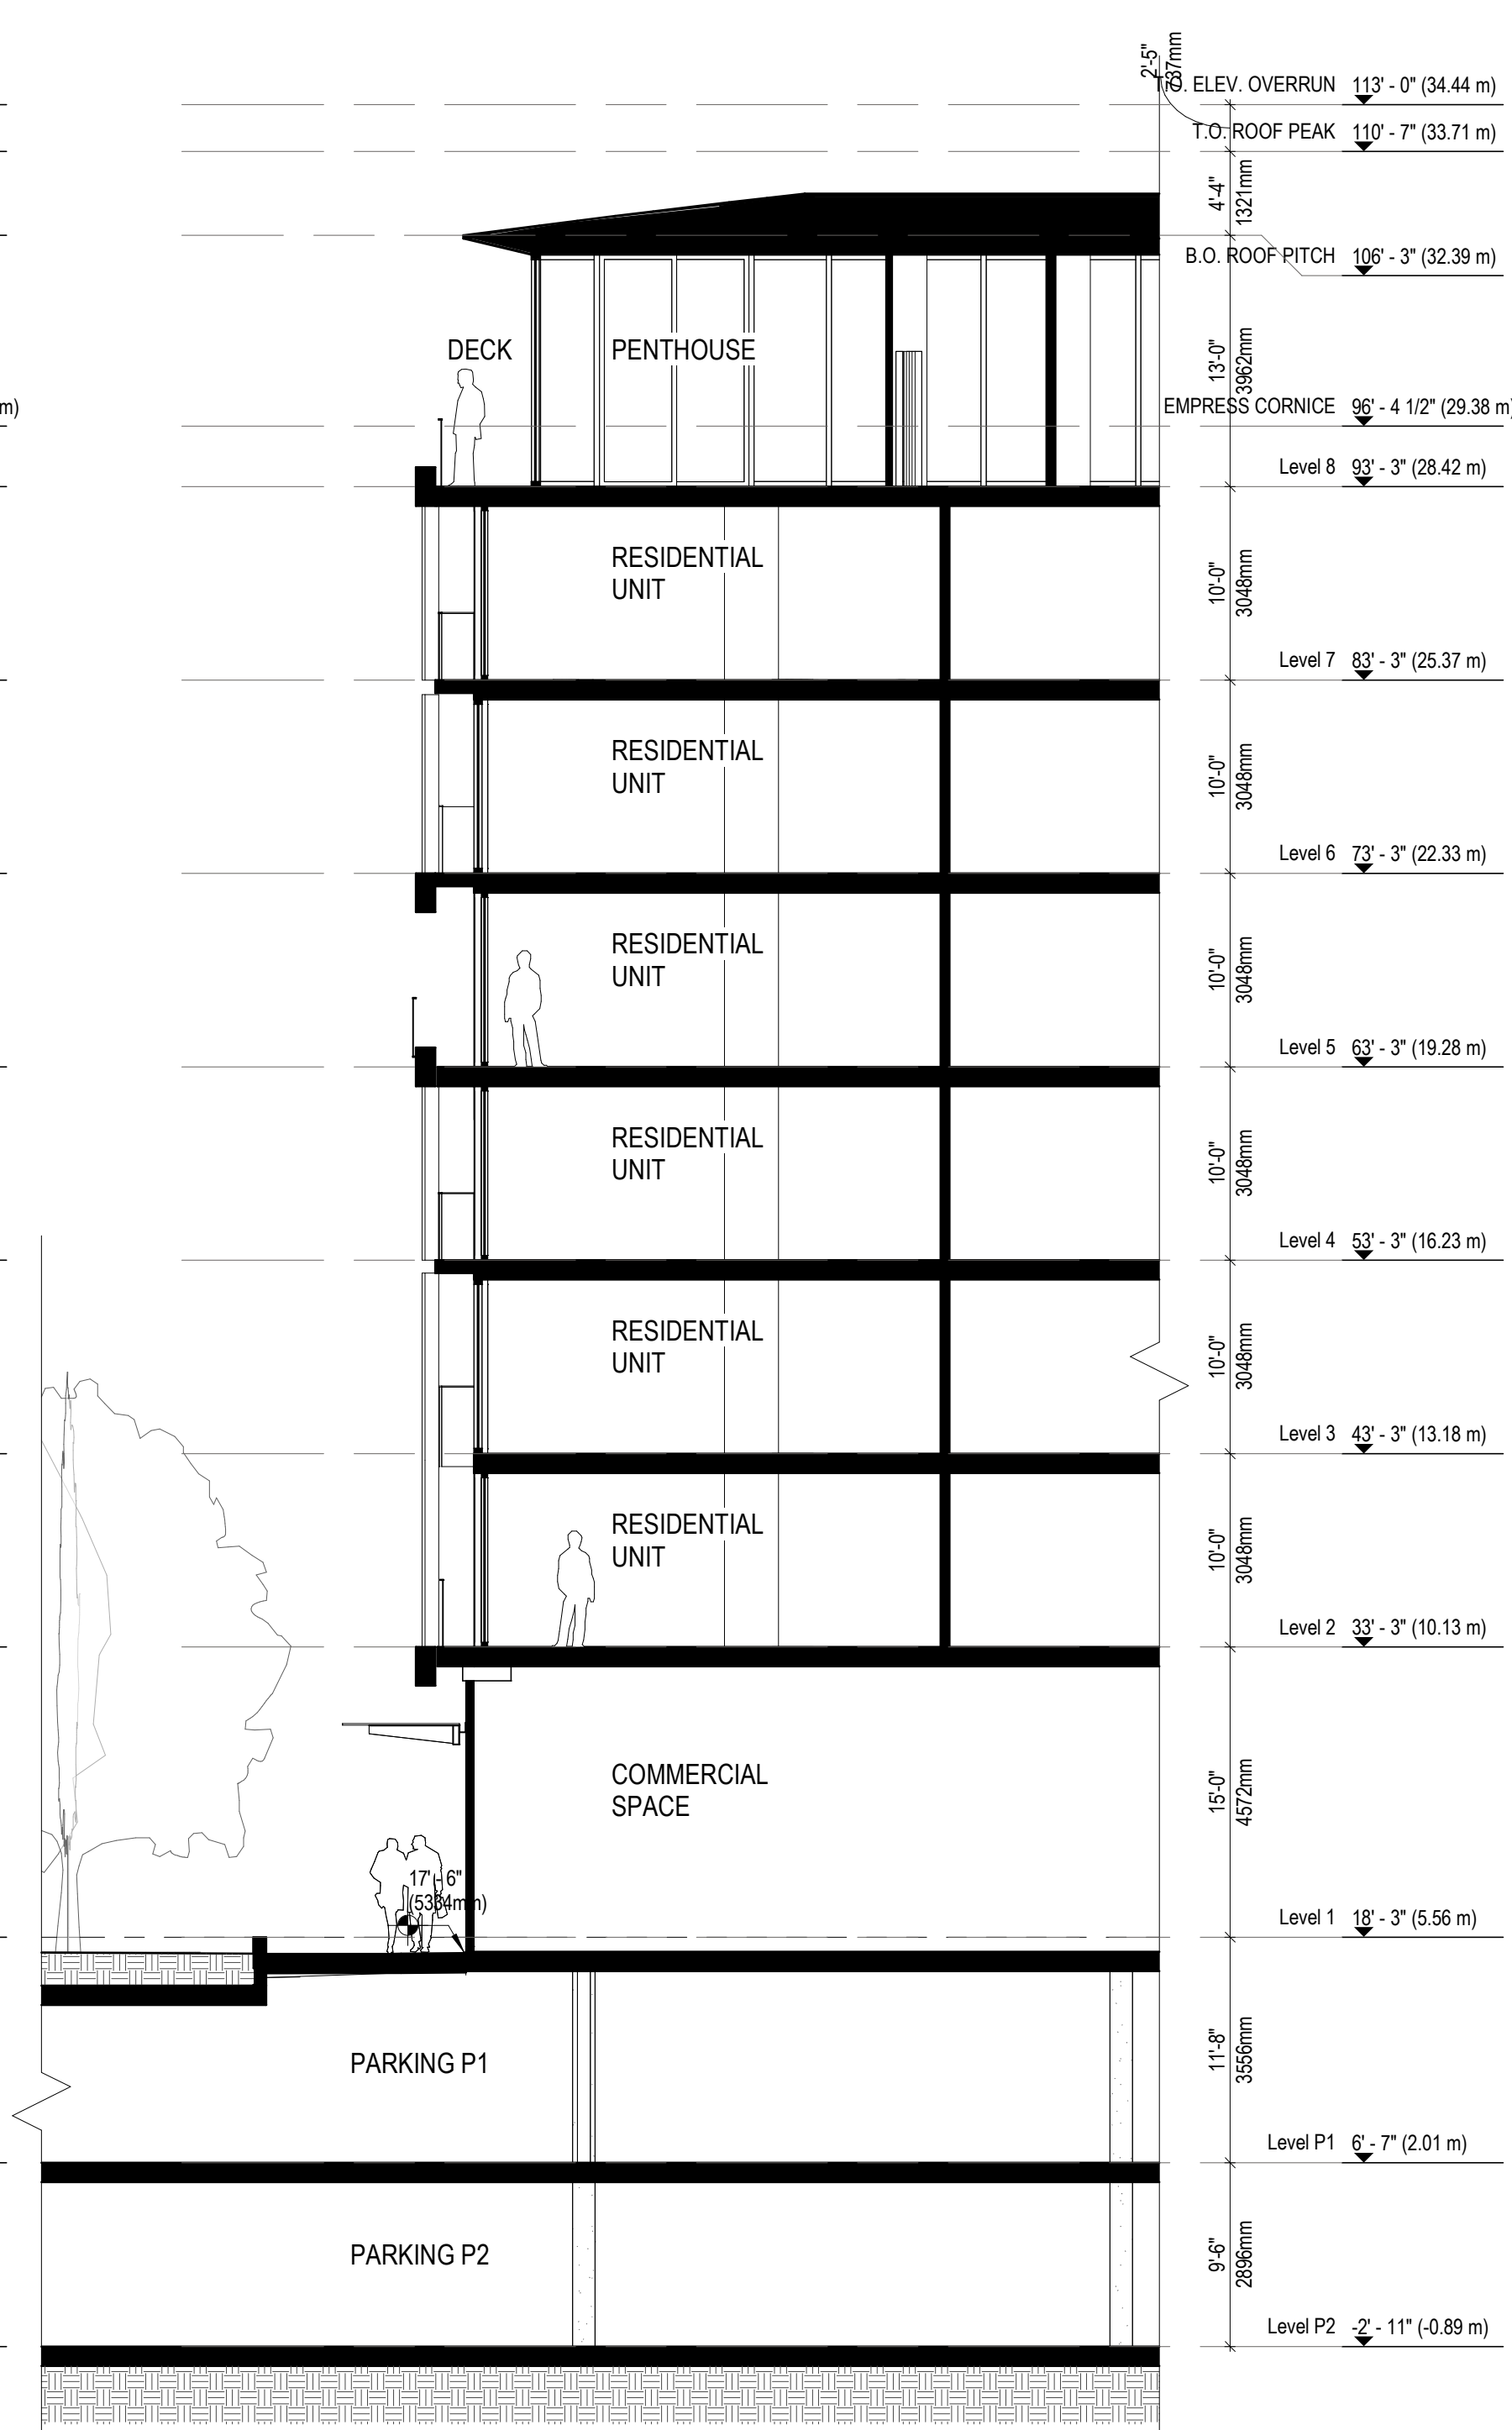 2'-5"
737mm
T.O. ELEV. OVERRUN 113' - 0" (34.44 m)
T.O. ROOF PEAK 110' - 7" (33.71 m)
4'-4"
1321mm
B.O. ROOF PITCH 106' - 3" (32.39 m)
DECK PENTHOUSE
13'-0"
3962mm
m)
EMPRESS CORNICE 96' - 4 1/2" (29.38 m)
Level 8 93' - 3" (28.42 m)
RESIDENTIAL
UNIT
10'-0"
3048mm
Level 7 83' - 3" (25.37 m)
RESIDENTIAL
UNIT
10'-0"
3048mm
Level 6 73' - 3" (22.33 m)
RESIDENTIAL
UNIT
10'-0"
3048mm
Level 5 63' - 3" (19.28 m)
RESIDENTIAL
UNIT
10'-0"
3048mm
Level 4 53' - 3" (16.23 m)
RESIDENTIAL
UNIT
10'-0"
3048mm
Level 3 43' - 3" (13.18 m)
RESIDENTIAL
UNIT
10'-0"
3048mm
Level 2 33' - 3" (10.13 m)
COMMERCIAL
SPACE
15'-0"
4572mm
17' - 6"
(5334mm)
Level 1 18' - 3" (5.56 m)
PARKING P1
11'-8"
3556mm
Level P1 6' - 7" (2.01 m)
PARKING P2
9'-6"
2896mm
Level P2 -2' - 11" (-0.89 m)